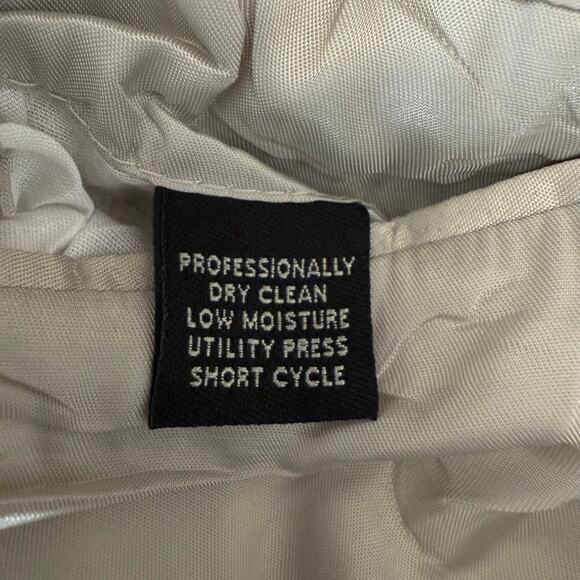 PROFESSIONALLY
DRY CLEAN
LOW MOISTURE
UTILITY PRESS
SHORT CYCLE